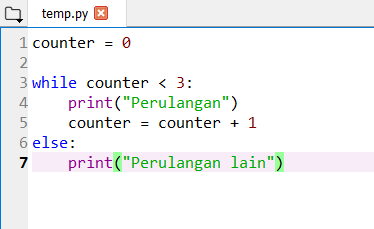 temp.py
1 counter = 0
2
3 while counter < 3:
4     print("Perulangan")
5     counter = counter + 1
6 else:
7     print("Perulangan lain")